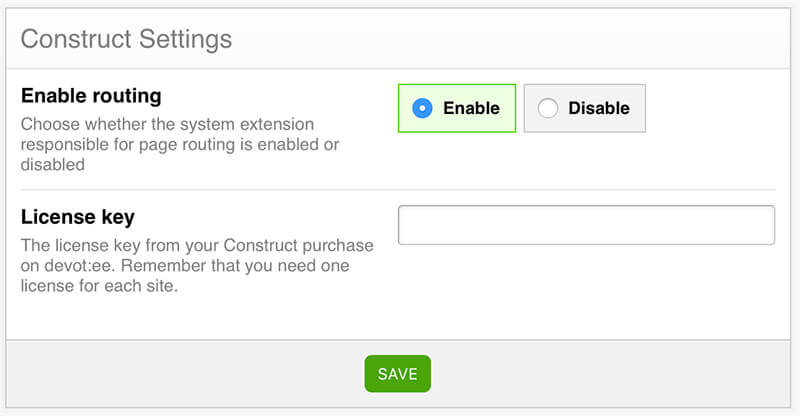 Construct Settings
Enable routing
Choose whether the system extension
responsible for page routing is enabled or
disabled
Enable
Disable
License key
The license key from your Construct purchase
on devot:ee. Remember that you need one
license for each site.
SAVE